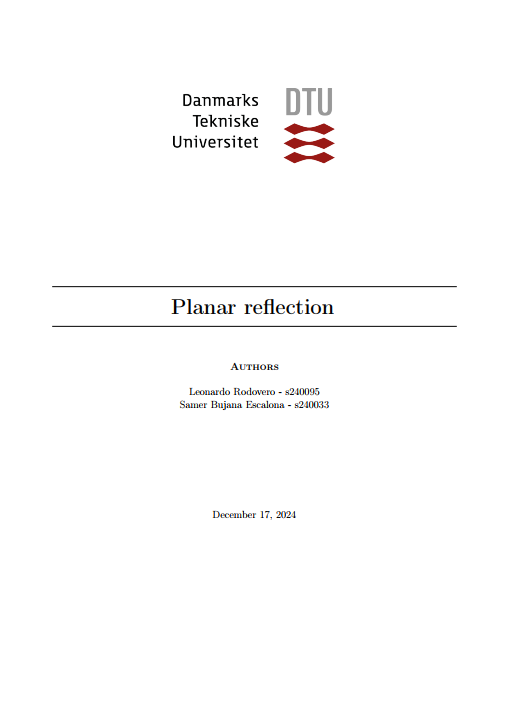 Danmarks
Tekniske
Universitet
DTU
Planar reflection
Authors
Leonardo Rodovero - s240095
Samer Bujana Escalona - s240033
December 17, 2024